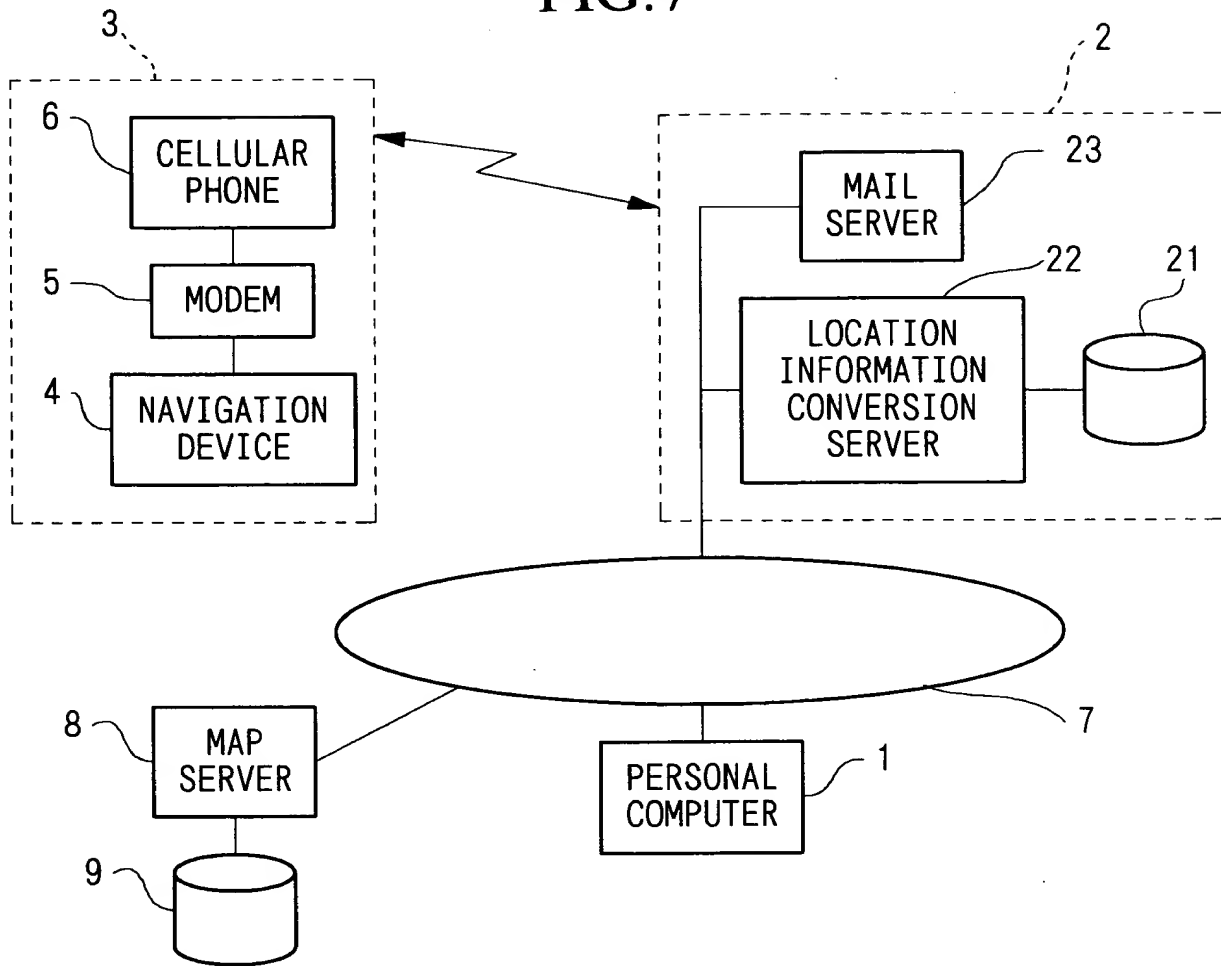 FIG.7
3
2
6
CELLULAR
PHONE
MAIL
SERVER
23
5
MODEM
22
21
4
NAVIGATION
DEVICE
LOCATION
INFORMATION
CONVERSION
SERVER
8
MAP
SERVER
7
PERSONAL
COMPUTER
1
9